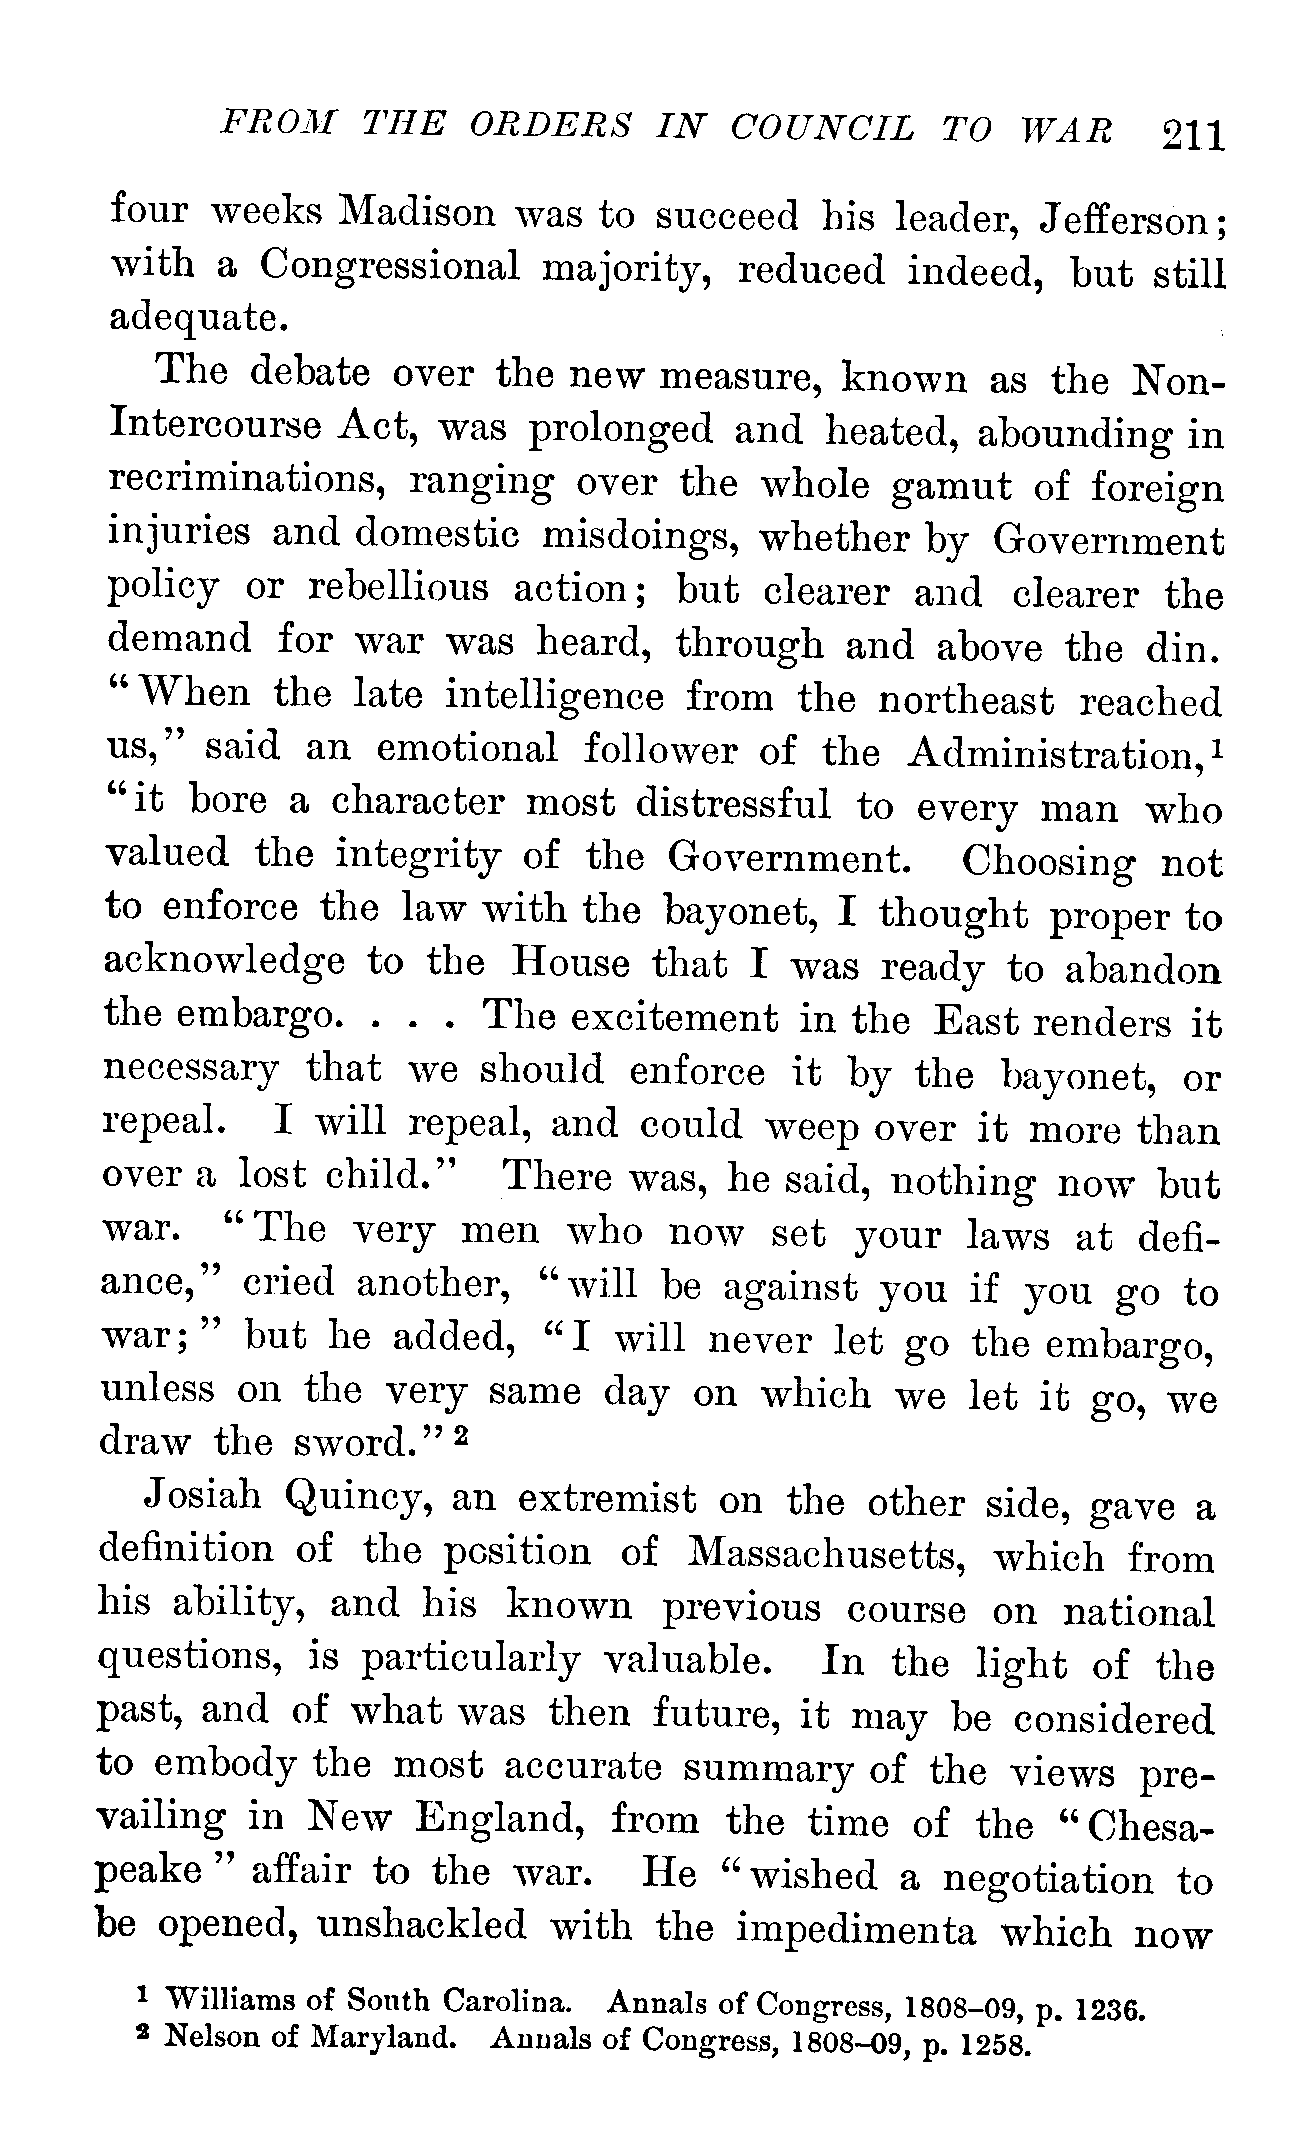 FROM THE ORDERS IN COUNCIL TO WAR 211
four weeks Madison was to succeed his leader, Jefferson;
with a Congressional majority, reduced indeed, but still
adequate.
The debate over the new measure, known as the Non-
Intercourse Act, was prolonged and heated, abounding in
recriminations, ranging over the whole gamut of foreign
injuries and domestic misdoings, whether by Government
policy or rebellious action; but clearer and clearer the
demand for war was heard, through and above the din.
“When the late intelligence from the northeast reached
us,” said an emotional follower of the Administration,¹
“it bore a character most distressful to every man who
valued the integrity of the Government. Choosing not
to enforce the law with the bayonet, I thought proper to
acknowledge to the House that I was ready to abandon
the embargo. . . . The excitement in the East renders it
necessary that we should enforce it by the bayonet, or
repeal. I will repeal, and could weep over it more than
over a lost child.” There was, he said, nothing now but
war. “The very men who now set your laws at defi-
ance,” cried another, “will be against you if you go to
war;” but he added, “I will never let go the embargo,
unless on the very same day on which we let it go, we
draw the sword.”²
Josiah Quincy, an extremist on the other side, gave a
definition of the position of Massachusetts, which from
his ability, and his known previous course on national
questions, is particularly valuable. In the light of the
past, and of what was then future, it may be considered
to embody the most accurate summary of the views pre-
vailing in New England, from the time of the “Chesa-
peake” affair to the war. He “wished a negotiation to
be opened, unshackled with the impedimenta which now
¹ Williams of South Carolina. Annals of Congress, 1808–09, p. 1236.
² Nelson of Maryland. Annals of Congress, 1808–09, p. 1258.